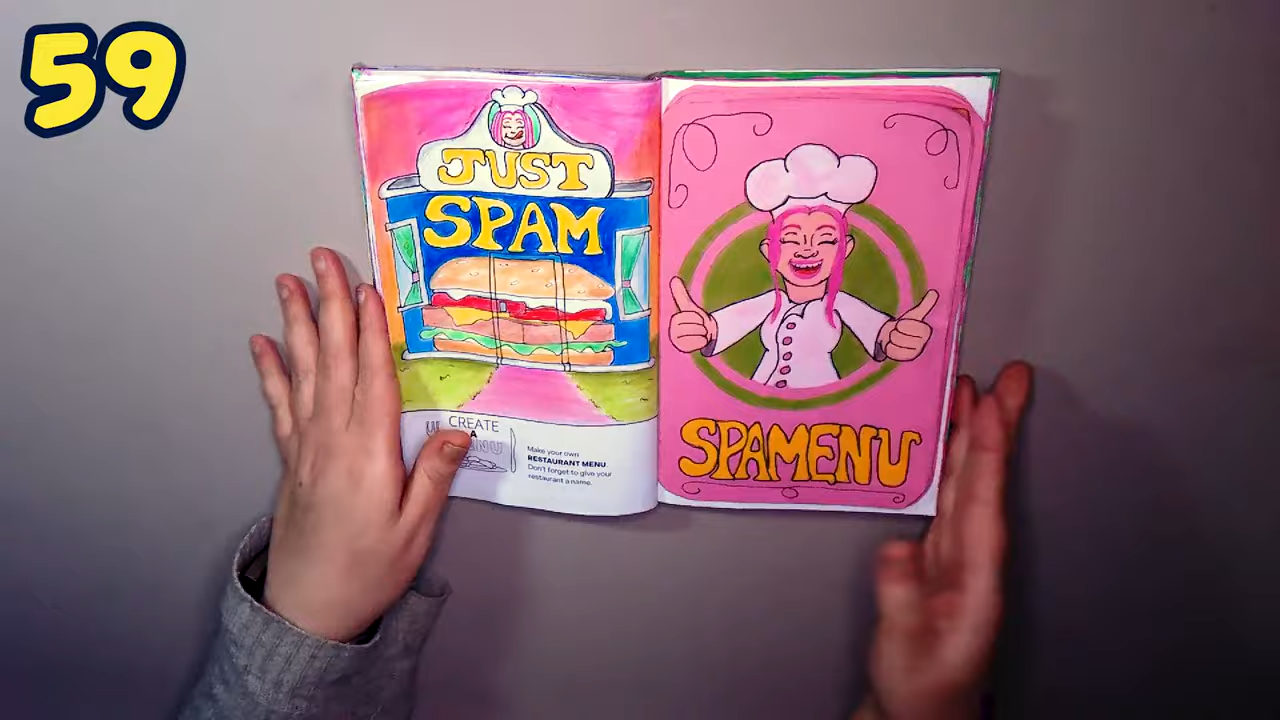 59
JUST
SPAM
CREATE
A
Make your own
RESTAURANT MENU.
Don't forget to give your
restaurant a name.
SPAMENU